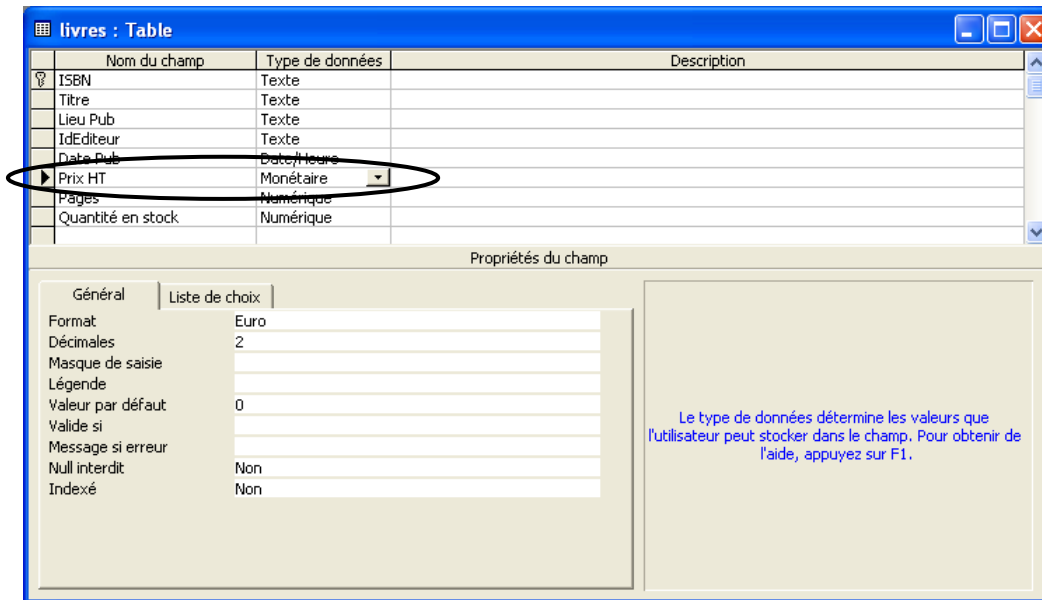 livres : Table
Nom du champ Type de données Description
ISBN Texte
Titre Texte
Lieu Pub Texte
IdEditeur Texte
Date Pub Date/Heure
Prix HT Monétaire
Pages Numérique
Quantité en stock Numérique
Propriétés du champ
Général Liste de choix
Format Euro
Décimales 2
Masque de saisie
Légende
Valeur par défaut 0
Valide si
Message si erreur
Null interdit Non
Indexé Non
Le type de données détermine les valeurs que
l'utilisateur peut stocker dans le champ. Pour obtenir de
l'aide, appuyez sur F1.